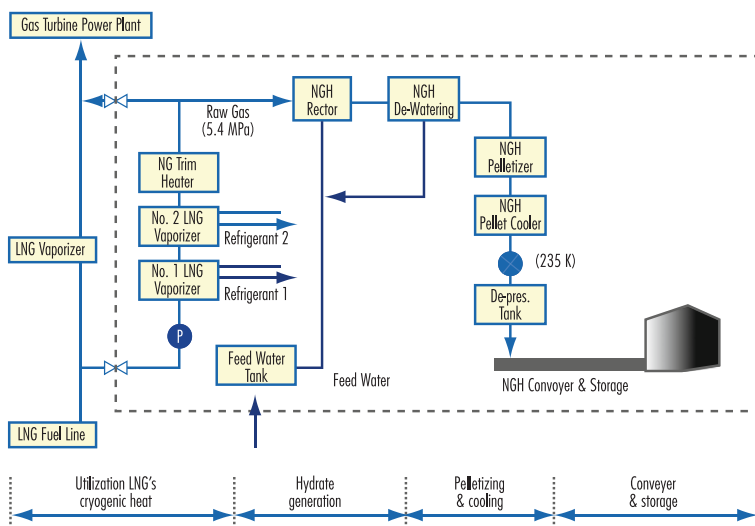 Gas Turbine Power Plant
Raw Gas
(5.4 MPa)
NGH
Rector
NGH
De-Watering
NG Trim
Heater
NGH
Pelletizer
No. 2 LNG
Vaporizer
Refrigerant 2
NGH
Pellet Cooler
LNG Vaporizer
No. 1 LNG
Vaporizer
Refrigerant 1
(235 K)
De-pres.
Tank
P
Feed Water
Tank
Feed Water
NGH Convoyer & Storage
LNG Fuel Line
Utilization LNG's
cryogenic heat
Hydrate
generation
Pelletizing
& cooling
Conveyer
& storage